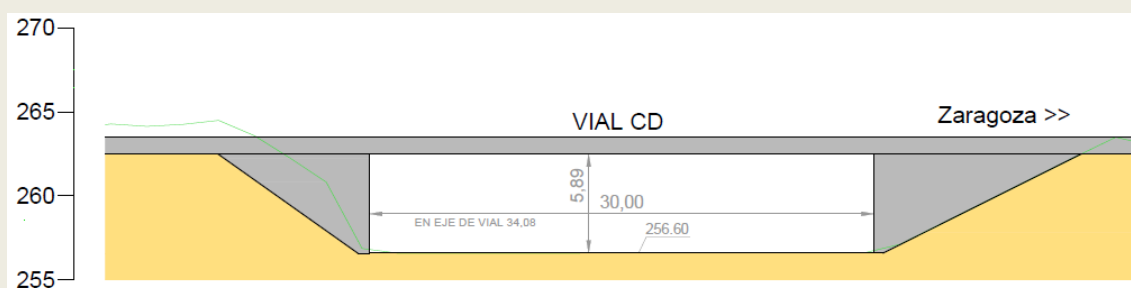 270
265
VIAL CD
Zaragoza >>
260
5,89
30,00
EN EJE DE VIAL 34,08
256.60
255